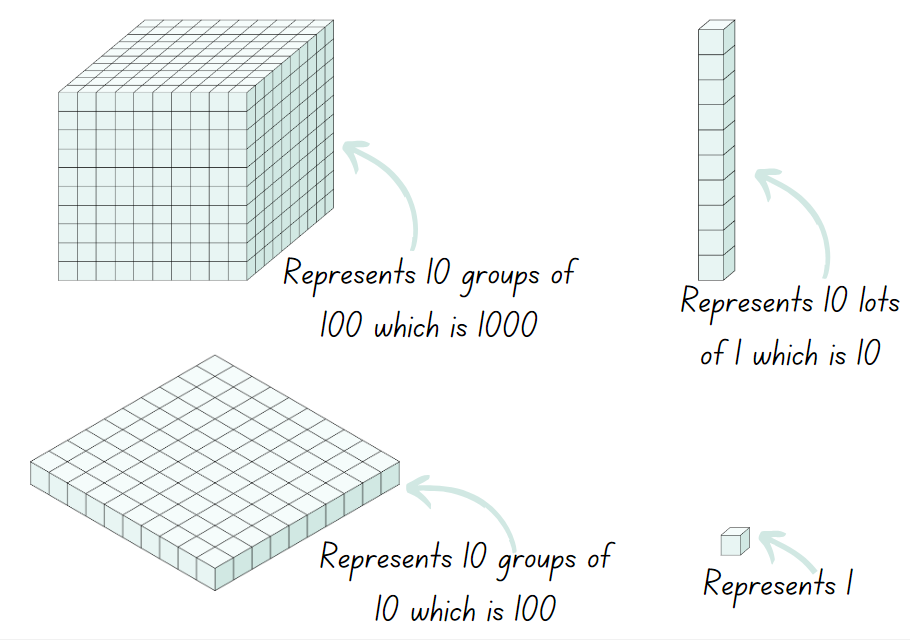 Represents 10 groups of
100 which is 1000
Represents 10 lots
of 1 which is 10
Represents 10 groups of
10 which is 100
Represents 1